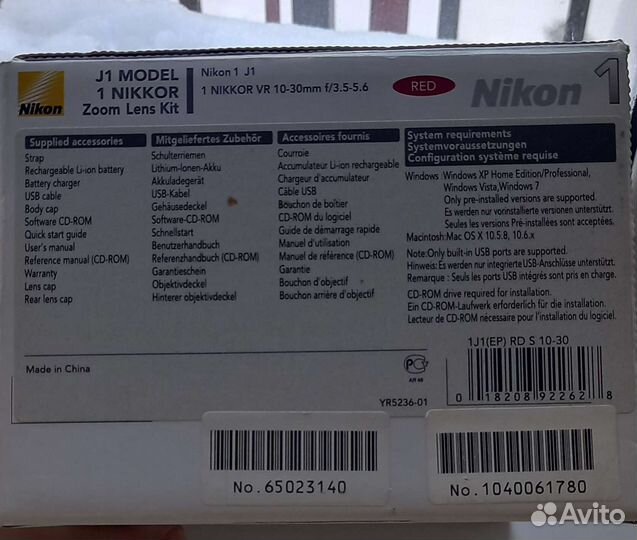 Nikon
J1 MODEL
1 NIKKOR
Zoom Lens Kit
Nikon 1 J1
1 NIKKOR VR 10-30mm f/3.5-5.6
RED
Nikon 1
Supplied accessories
Strap
Rechargeable Li-ion battery
Battery charger
USB cable
Body cap
Software CD-ROM
Quick start guide
User's manual
Reference manual (CD-ROM)
Warranty
Lens cap
Rear lens cap
Mitgeliefertes Zubehör
Schulterriemen
Lithium-Ionen-Akku
Akkuladegerät
USB-Kabel
Gehäusedeckel
Software-CD-ROM
Schnellstart
Benutzerhandbuch
Referenzhandbuch (CD-ROM)
Garantieschein
Objektivdeckel
Hinterer objektivdeckel
Accessoires fournis
Courroie
Accumulateur Li-ion rechargeable
Chargeur d'accumulateur
Câble USB
Bouchon de boîtier
CD-ROM du logiciel
Guide de démarrage rapide
Manuel d'utilisation
Manuel de référence (CD-ROM)
Garantie
Bouchon d'objectif
Bouchon arrière d'objectif
System requirements
Systemvoraussetzungen
Configuration système requise
Windows :Windows XP Home Edition/Professional,
Windows Vista,Windows 7
Only pre-installed versions are supported.
Es werden nur vorinstallierte versionen unterstützt.
Seules les versions Pré-installées sont acceptées.
Macintosh:Mac OS X 10.5.8, 10.6.x
Note:Only built-in USB ports are supported.
Hinweis:Es werden nur integrierte USB-Anschlüsse unterstützt.
Remarque : Seuls les ports USB intégrés sont pris en charge.
CD-ROM drive required for installation.
Ein CD-ROM-Laufwerk erforderlich für die installation.
Lecteur de CD-ROM nécessaire pour l'installation du logiciel.
Made in China
РС
АЯ 46
YR5236-01
1J1(EP) RD S 10-30
0 18208 92262 8
No.65023140
No.1040061780
Avito